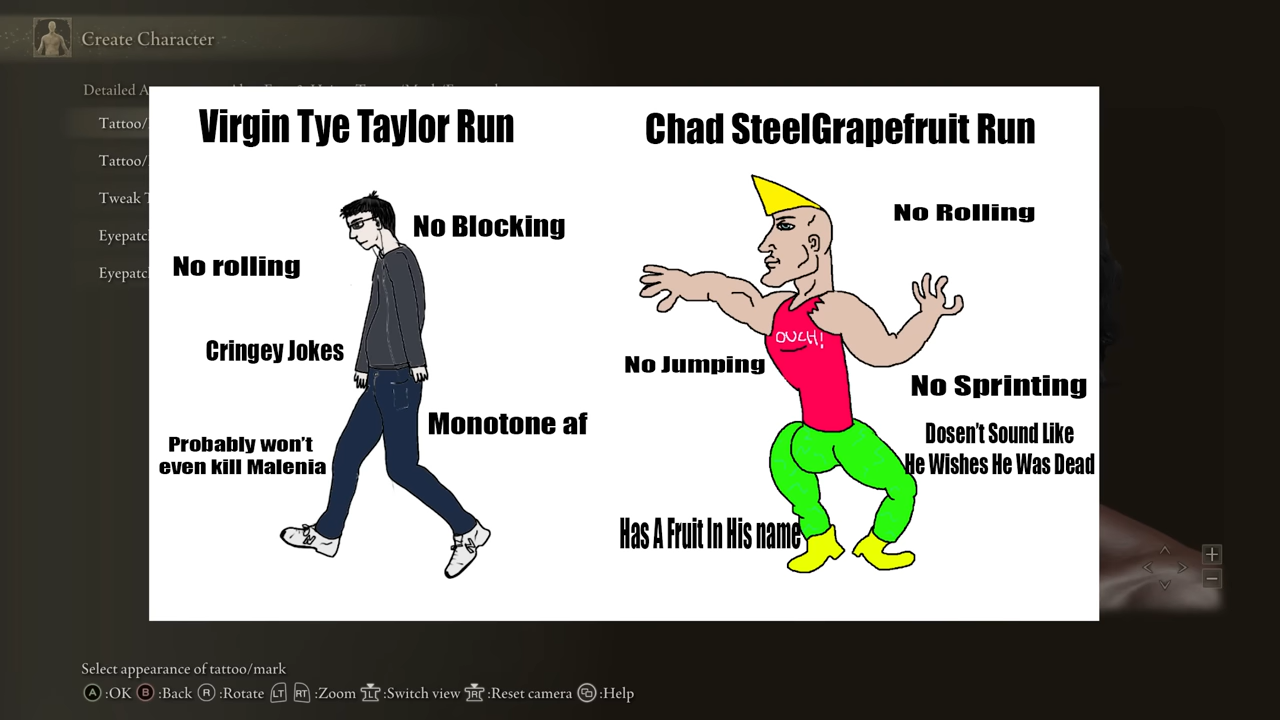 Create Character
Detailed A
Tattoo/
Tattoo/
Tweak T
Eyepatc
Eyepatc
Virgin Tye Taylor Run
No Blocking
No rolling
Cringey Jokes
Monotone af
Probably won't
even kill Malenia
Chad SteelGrapefruit Run
No Rolling
OUCH!
No Jumping
No Sprinting
Dosen't Sound Like
He Wishes He Was Dead
Has A Fruit In His name
Select appearance of tattoo/mark
A:OK B:Back R:Rotate LT RT:Zoom L:Switch view R:Reset camera :Help